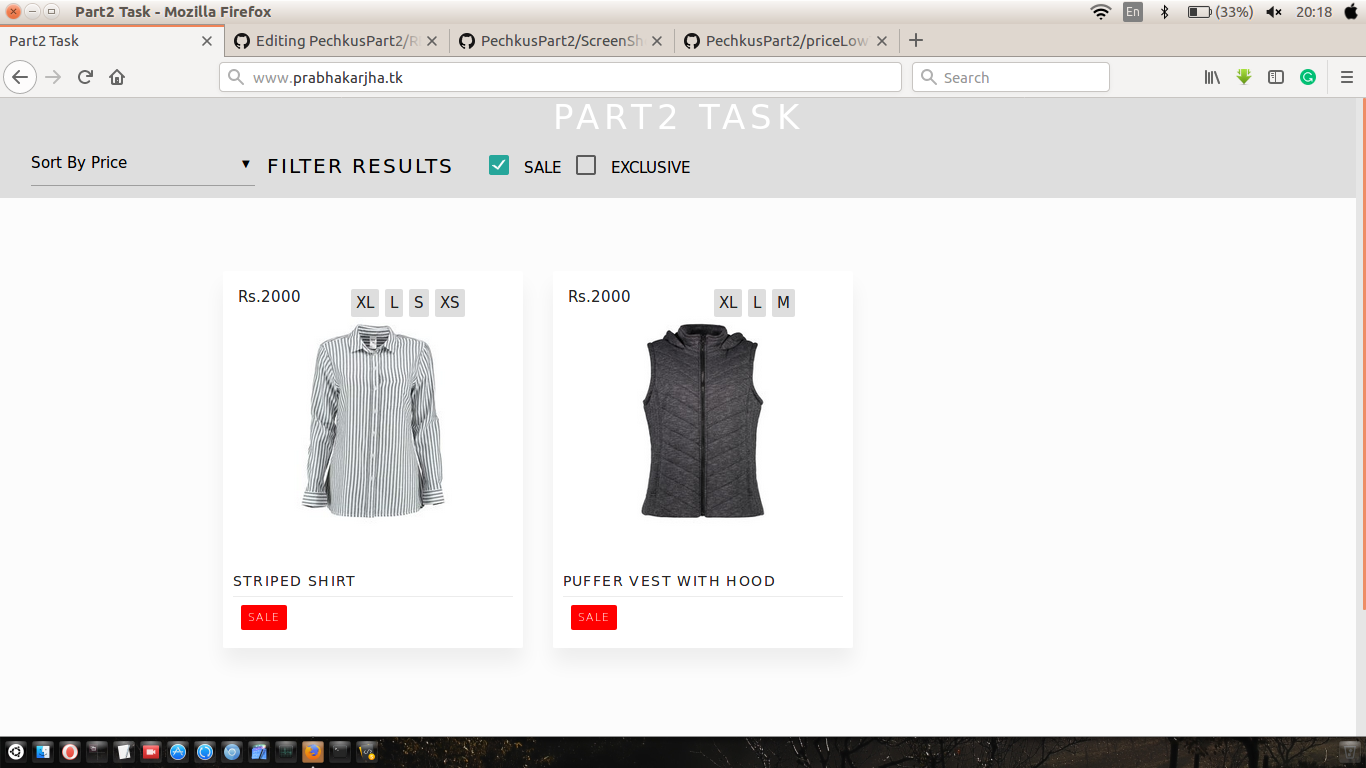 Part2 Task - Mozilla Firefox
En
(33%)
20:18
Part2 Task
Editing PechkusPart2/R
PechkusPart2/ScreenSh
PechkusPart2/priceLow
www.prabhakarjha.tk
Search
PART2 TASK
Sort By Price
FILTER RESULTS
SALE
EXCLUSIVE
Rs.2000
XL L S XS
Rs.2000
XL L M
STRIPED SHIRT
PUFFER VEST WITH HOOD
SALE
SALE